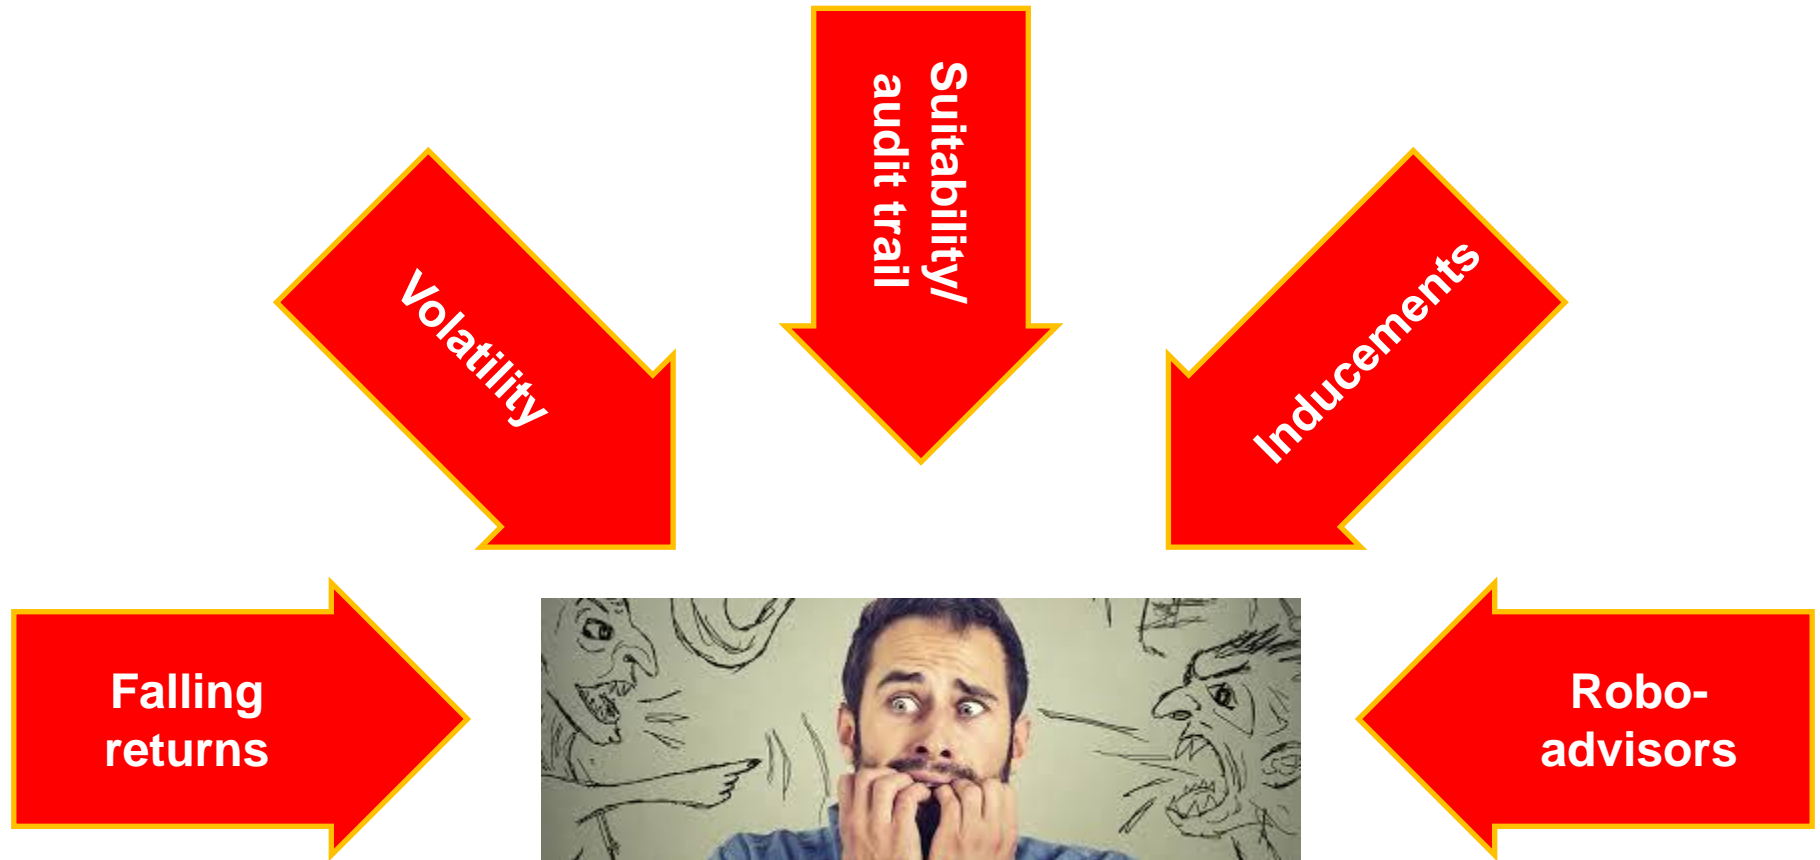 Falling
returns
Volatility
Suitability/
audit trail
Inducements
Robo-
advisors